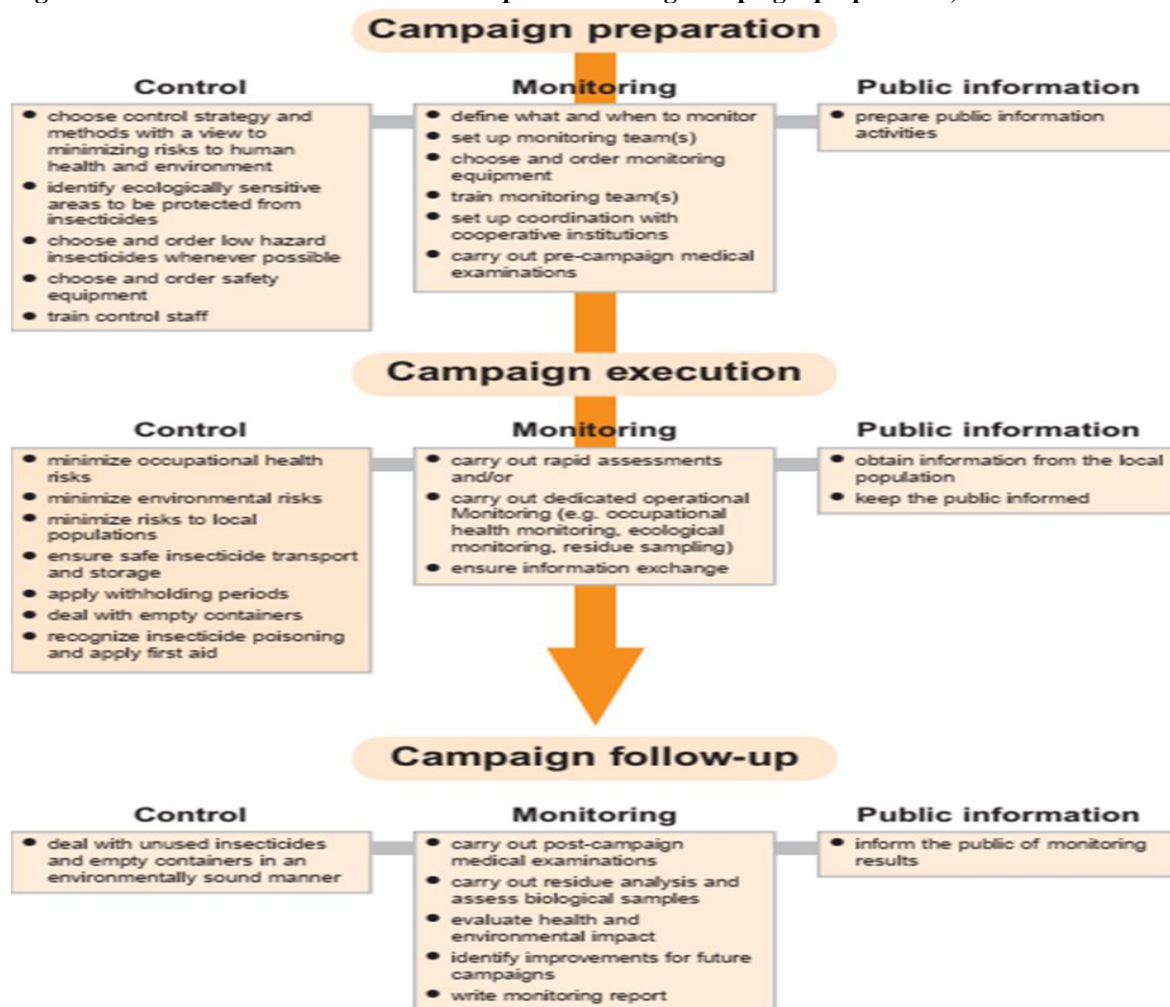 Campaign preparation
Control
● choose control strategy and
methods with a view to
minimizing risks to human
health and environment
● identify ecologically sensitive
areas to be protected from
insecticides
● choose and order low hazard
insecticides whenever possible
● choose and order safety
equipment
● train control staff
Monitoring
● define what and when to monitor
● set up monitoring team(s)
● choose and order monitoring
equipment
● train monitoring team(s)
● set up coordination with
cooperative institutions
● carry out pre-campaign medical
examinations
Public information
● prepare public information
activities
Campaign execution
Control
● minimize occupational health
risks
● minimize environmental risks
● minimize risks to local
populations
● ensure safe insecticide transport
and storage
● apply withholding periods
● deal with empty containers
● recognize insecticide poisoning
and apply first aid
Monitoring
● carry out rapid assessments
and/or
● carry out dedicated operational
Monitoring (e.g. occupational
health monitoring, ecological
monitoring, residue sampling)
● ensure information exchange
Public information
● obtain information from the local
population
● keep the public informed
Campaign follow-up
Control
● deal with unused insecticides
and empty containers in an
environmentally sound manner
Monitoring
● carry out post-campaign
medical examinations
● carry out residue analysis and
assess biological samples
● evaluate health and
environmental impact
● identify improvements for future
campaigns
● write monitoring report
Public information
● inform the public of monitoring
results